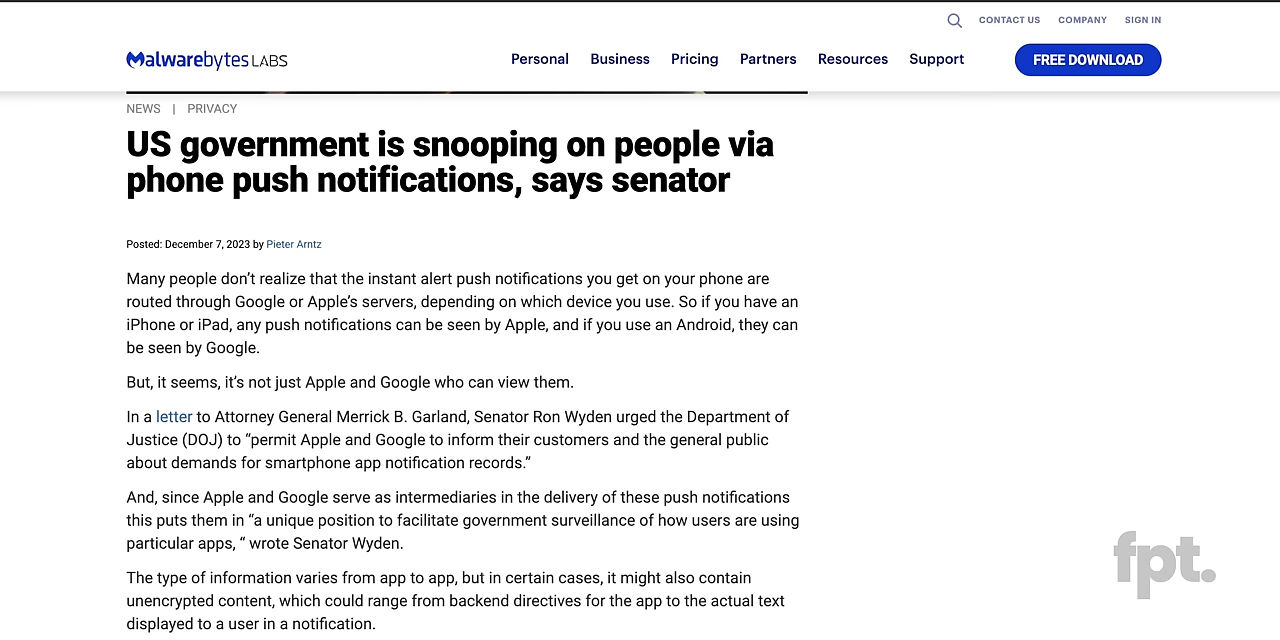 CONTACT US COMPANY SIGN IN
Malwarebytes LABS Personal Business Pricing Partners Resources Support FREE DOWNLOAD
NEWS | PRIVACY
US government is snooping on people via
phone push notifications, says senator
Posted: December 7, 2023 by Pieter Arntz
Many people don’t realize that the instant alert push notifications you get on your phone are
routed through Google or Apple’s servers, depending on which device you use. So if you have an
iPhone or iPad, any push notifications can be seen by Apple, and if you use an Android, they can
be seen by Google.
But, it seems, it’s not just Apple and Google who can view them.
In a letter to Attorney General Merrick B. Garland, Senator Ron Wyden urged the Department of
Justice (DOJ) to “permit Apple and Google to inform their customers and the general public
about demands for smartphone app notification records.”
And, since Apple and Google serve as intermediaries in the delivery of these push notifications
this puts them in “a unique position to facilitate government surveillance of how users are using
particular apps, “ wrote Senator Wyden.
The type of information varies from app to app, but in certain cases, it might also contain
unencrypted content, which could range from backend directives for the app to the actual text
displayed to a user in a notification.
fpt.